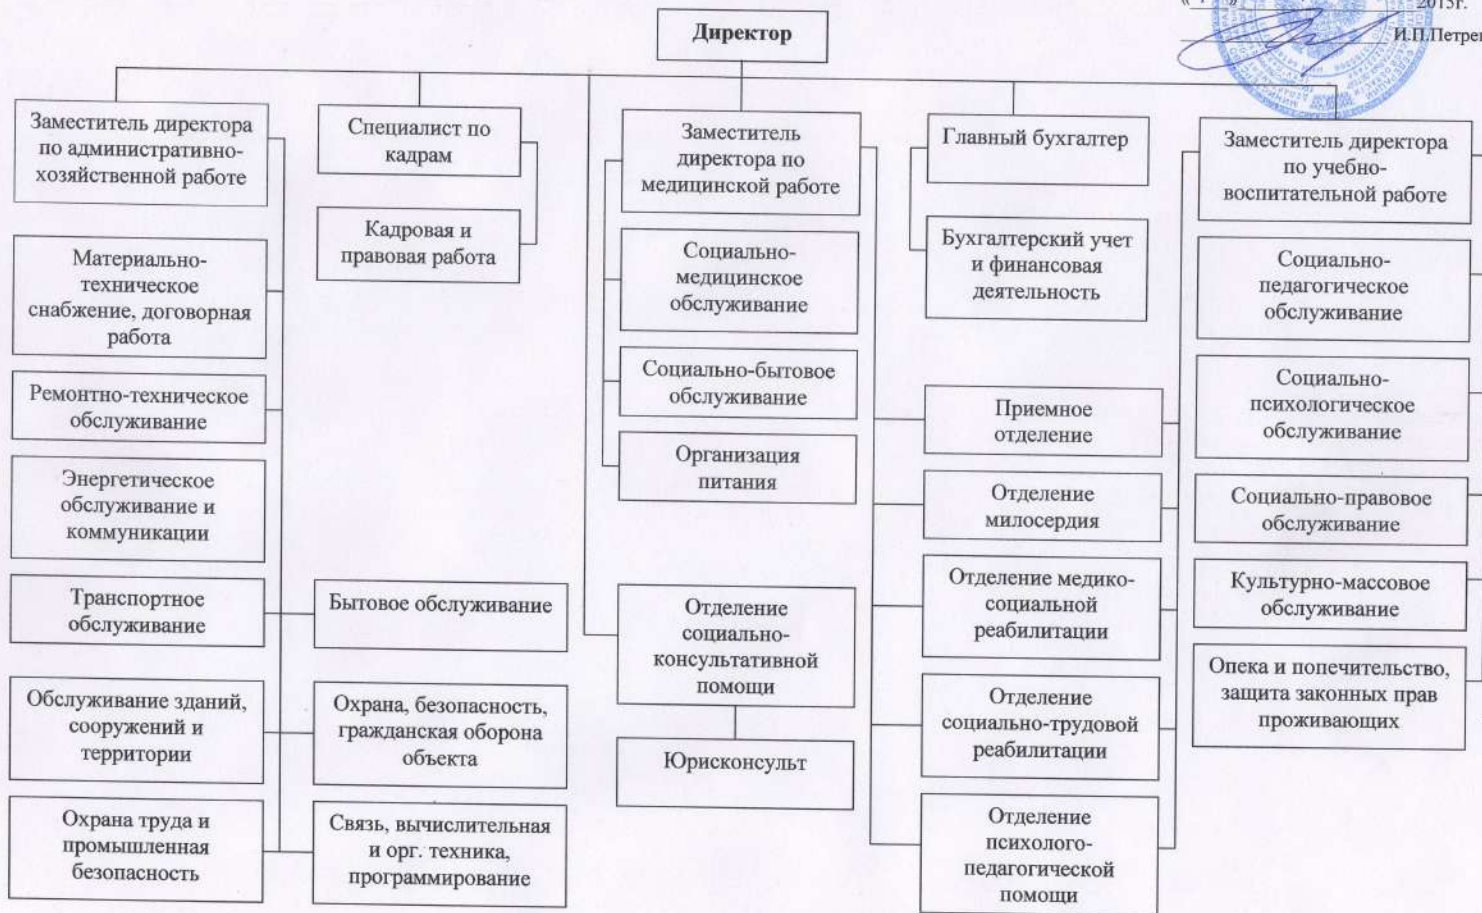 2015г.
Директор
И.П.Петрен
Заместитель директора
по административно-
хозяйственной работе
Специалист по
кадрам
Заместитель
директора по
медицинской работе
Главный бухгалтер
Заместитель директора
по учебно-
воспитательной работе
Кадровая и
правовая работа
Социально-
медицинское
обслуживание
Бухгалтерский учет
и финансовая
деятельность
Социально-
педагогическое
обслуживание
Материально-
техническое
снабжение, договорная
работа
Социально-бытовое
обслуживание
Социально-
психологическое
обслуживание
Ремонтно-техническое
обслуживание
Приемное
отделение
Организация
питания
Энергетическое
обслуживание и
коммуникации
Отделение
милосердия
Социально-правовое
обслуживание
Транспортное
обслуживание
Бытовое обслуживание
Отделение
социально-
консультативной
помощи
Отделение медико-
социальной
реабилитации
Культурно-массовое
обслуживание
Опека и попечительство,
защита законных прав
проживающих
Обслуживание зданий,
сооружений и
территории
Охрана, безопасность,
гражданская оборона
объекта
Отделение
социально-трудовой
реабилитации
Юрисконсульт
Охрана труда и
промышленная
безопасность
Связь, вычислительная
и орг. техника,
программирование
Отделение
психолого-
педагогической
помощи